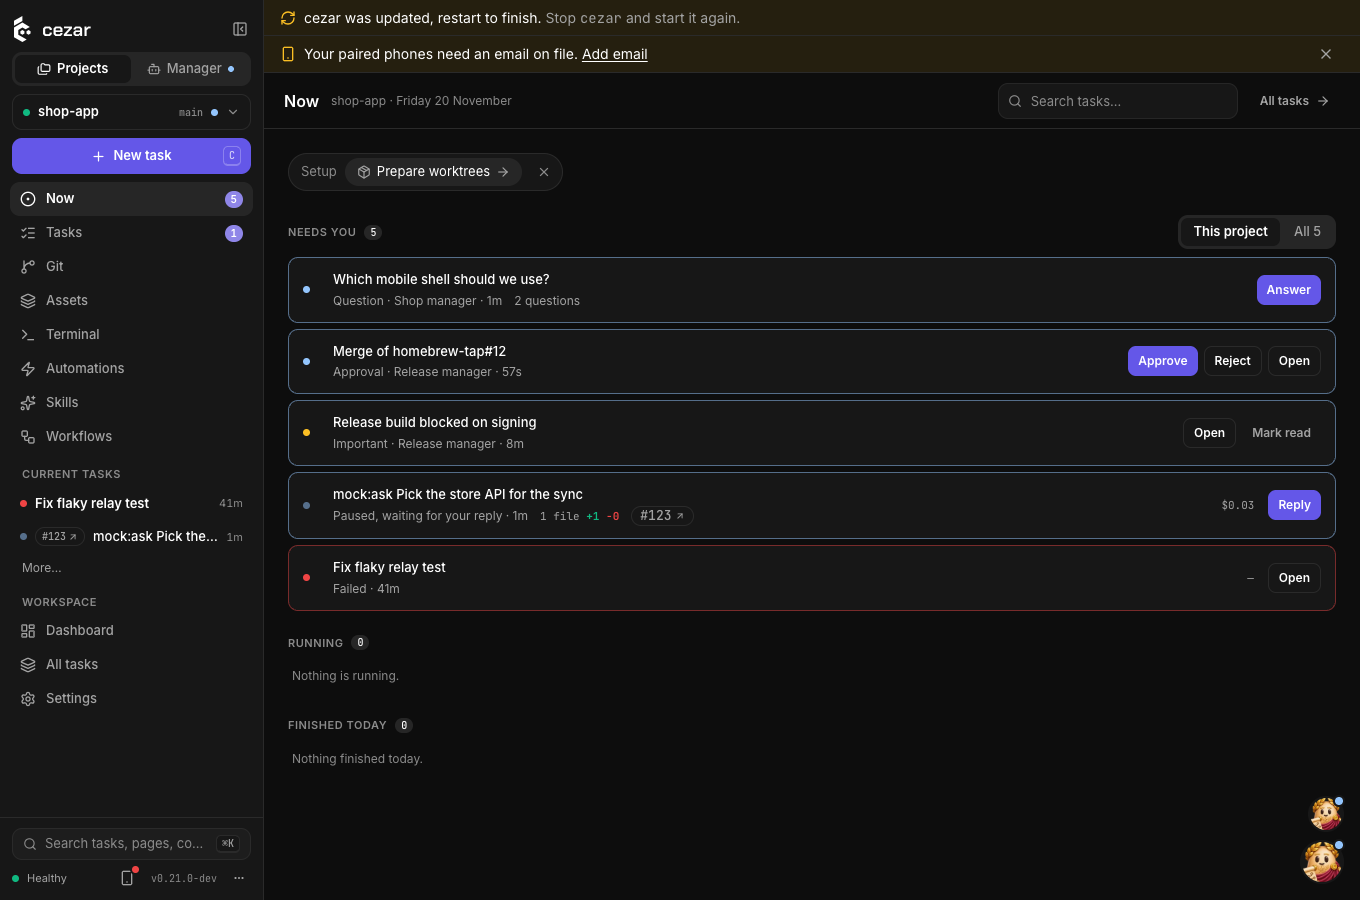 cezar
Projects
Manager
shop-app
main
New task
C
Now
5
Tasks
1
Git
Assets
Terminal
Automations
Skills
Workflows
CURRENT TASKS
Fix flaky relay test
41m
#123 ↗
mock:ask Pick the...
1m
More...
WORKSPACE
Dashboard
All tasks
Settings
Search tasks, pages, co...
⌘K
Healthy
v0.21.0-dev
cezar was updated, restart to finish. Stop cezar and start it again.
Your paired phones need an email on file. Add email
Now
shop-app · Friday 20 November
Search tasks...
All tasks →
Setup
Prepare worktrees →
NEEDS YOU 5
This project
All 5
Which mobile shell should we use?
Question · Shop manager · 1m 2 questions
Answer
Merge of homebrew-tap#12
Approval · Release manager · 57s
Approve
Reject
Open
Release build blocked on signing
Important · Release manager · 8m
Open
Mark read
mock:ask Pick the store API for the sync
Paused, waiting for your reply · 1m 1 file +1 -0 #123 ↗
$0.03
Reply
Fix flaky relay test
Failed · 41m
–
Open
RUNNING 0
Nothing is running.
FINISHED TODAY 0
Nothing finished today.